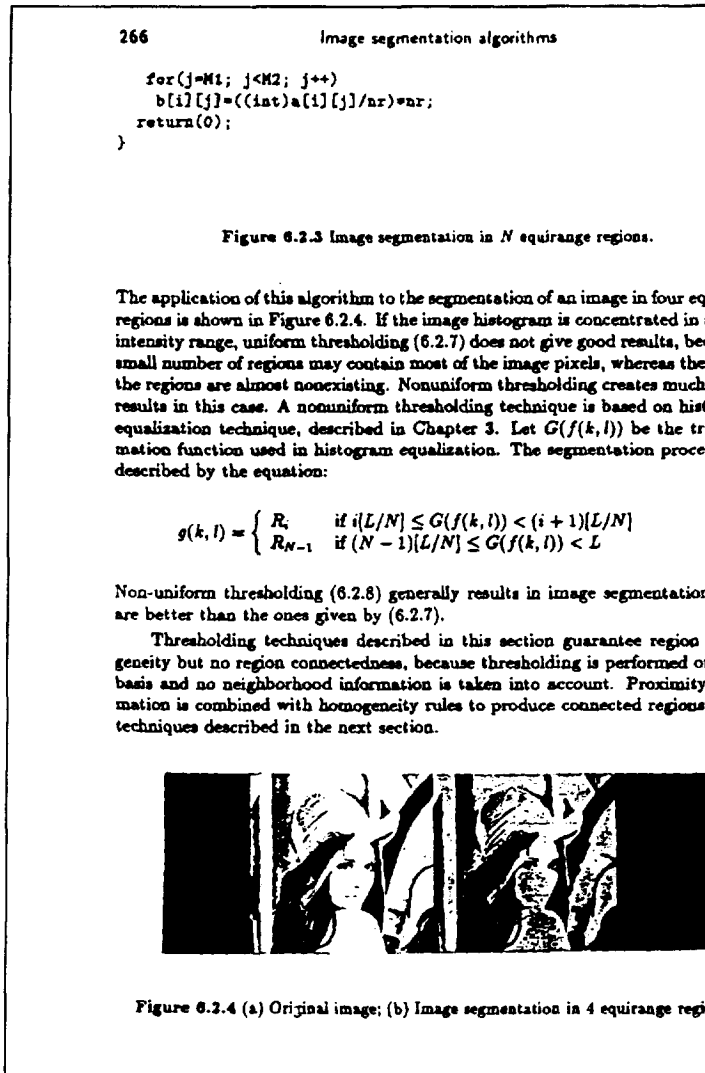 266 Image segmentation algorithms
for(j=M1; j<M2; j++)
b[i][j]=((int)a[i][j]/nr)*nr;
return(0);
}
Figure 6.2.3 Image segmentation in N equirange regions.
The application of this algorithm to the segmentation of an image in four eq
regions is shown in Figure 6.2.4. If the image histogram is concentrated in
intensity range, uniform thresholding (6.2.7) does not give good results, bec
small number of regions may contain most of the image pixels, whereas the
the regions are almost nonexisting. Nonuniform thresholding creates much
results in this case. A nonuniform thresholding technique is based on hist
equalization technique, described in Chapter 3. Let G(f(k, l)) be the tr
mation function used in histogram equalization. The segmentation proce
described by the equation:
g(k, l) = { R_i if i[L/N] ≤ G(f(k, l)) < (i + 1)[L/N]
R_{N-1} if (N − 1)[L/N] ≤ G(f(k, l)) < L
Non-uniform thresholding (6.2.8) generally results in image segmentation
are better than the ones given by (6.2.7).
Thresholding techniques described in this section guarantee region
geneity but no region connectedness, because thresholding is performed o
basis and no neighborhood information is taken into account. Proximity
mation is combined with homogeneity rules to produce connected regions
techniques described in the next section.
Figure 6.2.4 (a) Original image; (b) Image segmentation in 4 equirange regi